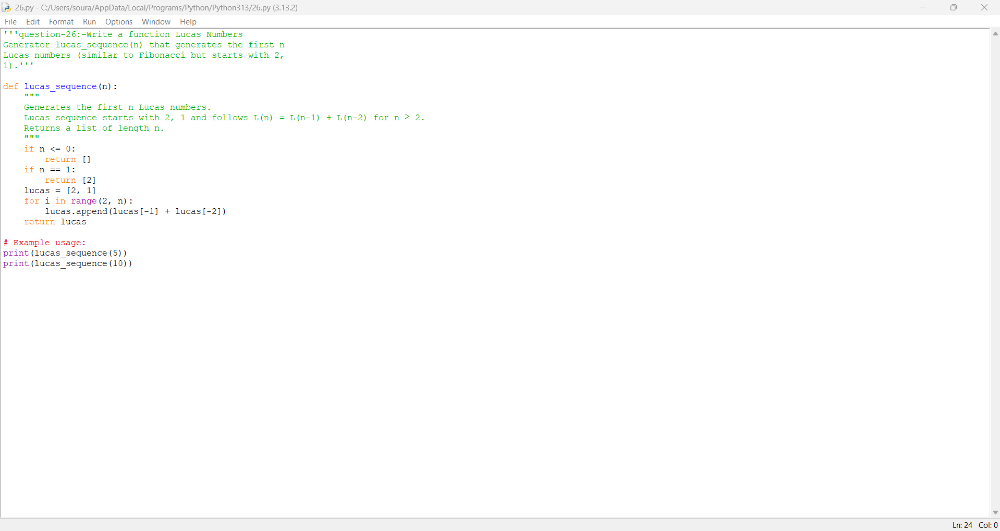 26.py - C:/Users/soura/AppData/Local/Programs/Python/Python313/26.py (3.13.2)
File Edit Format Run Options Window Help
'''question-26:-Write a function Lucas Numbers
Generator lucas_sequence(n) that generates the first n
Lucas numbers (similar to Fibonacci but starts with 2,
1).'''

def lucas_sequence(n):
    """
    Generates the first n Lucas numbers.
    Lucas sequence starts with 2, 1 and follows L(n) = L(n-1) + L(n-2) for n ≥ 2.
    Returns a list of length n.
    """
    if n <= 0:
        return []
    if n == 1:
        return [2]
    lucas = [2, 1]
    for i in range(2, n):
        lucas.append(lucas[-1] + lucas[-2])
    return lucas

# Example usage:
print(lucas_sequence(5))
print(lucas_sequence(10))
Ln: 24 Col: 0